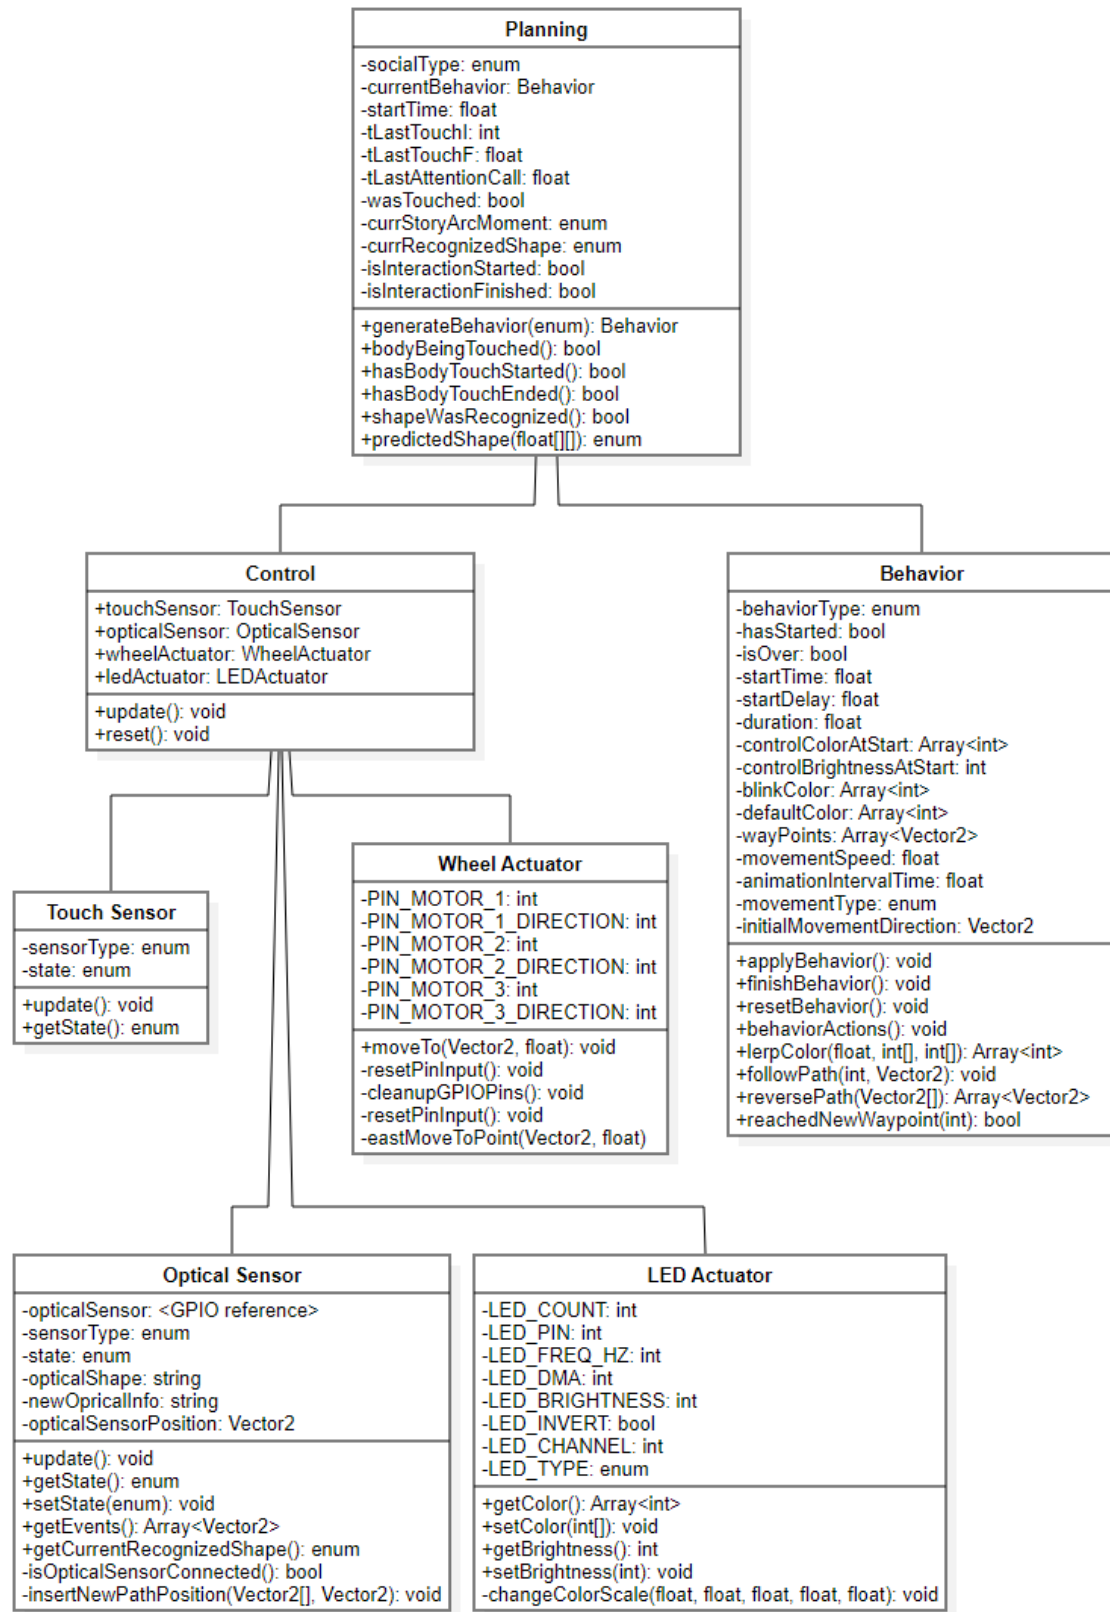 Planning
-socialType: enum
-currentBehavior: Behavior
-startTime: float
-tLastTouchI: int
-tLastTouchF: float
-tLastAttentionCall: float
-wasTouched: bool
-currStoryArcMoment: enum
-currRecognizedShape: enum
-isInteractionStarted: bool
-isInteractionFinished: bool
+generateBehavior(enum): Behavior
+bodyBeingTouched(): bool
+hasBodyTouchStarted(): bool
+hasBodyTouchEnded(): bool
+shapeWasRecognized(): bool
+predictedShape(float[][]): enum
Control
+touchSensor: TouchSensor
+opticalSensor: OpticalSensor
+wheelActuator: WheelActuator
+ledActuator: LEDActuator
+update(): void
+reset(): void
Behavior
-behaviorType: enum
-hasStarted: bool
-isOver: bool
-startTime: float
-startDelay: float
-duration: float
-controlColorAtStart: Array<int>
-controlBrightnessAtStart: int
-blinkColor: Array<int>
-defaultColor: Array<int>
-wayPoints: Array<Vector2>
-movementSpeed: float
-animationIntervalTime: float
-movementType: enum
-initialMovementDirection: Vector2
+applyBehavior(): void
+finishBehavior(): void
+resetBehavior(): void
+behaviorActions(): void
+lerpColor(float, int[], int[]): Array<int>
+followPath(int, Vector2): void
+reversePath(Vector2[]): Array<Vector2>
+reachedNewWaypoint(int): bool
Touch Sensor
-sensorType: enum
-state: enum
+update(): void
+getState(): enum
Wheel Actuator
-PIN_MOTOR_1: int
-PIN_MOTOR_1_DIRECTION: int
-PIN_MOTOR_2: int
-PIN_MOTOR_2_DIRECTION: int
-PIN_MOTOR_3: int
-PIN_MOTOR_3_DIRECTION: int
+moveTo(Vector2, float): void
-resetPinInput(): void
-cleanupGPIOPins(): void
-resetPinInput(): void
-eastMoveToPoint(Vector2, float)
Optical Sensor
-opticalSensor: <GPIO reference>
-sensorType: enum
-state: enum
-opticalShape: string
-newOpricalInfo: string
-opticalSensorPosition: Vector2
+update(): void
+getState(): enum
+setState(enum): void
+getEvents(): Array<Vector2>
+getCurrentRecognizedShape(): enum
-isOpticalSensorConnected(): bool
-insertNewPathPosition(Vector2[], Vector2): void
LED Actuator
-LED_COUNT: int
-LED_PIN: int
-LED_FREQ_HZ: int
-LED_DMA: int
-LED_BRIGHTNESS: int
-LED_INVERT: bool
-LED_CHANNEL: int
-LED_TYPE: enum
+getColor(): Array<int>
+setColor(int[]): void
+getBrightness(): int
+setBrightness(int): void
-changeColorScale(float, float, float, float, float): void